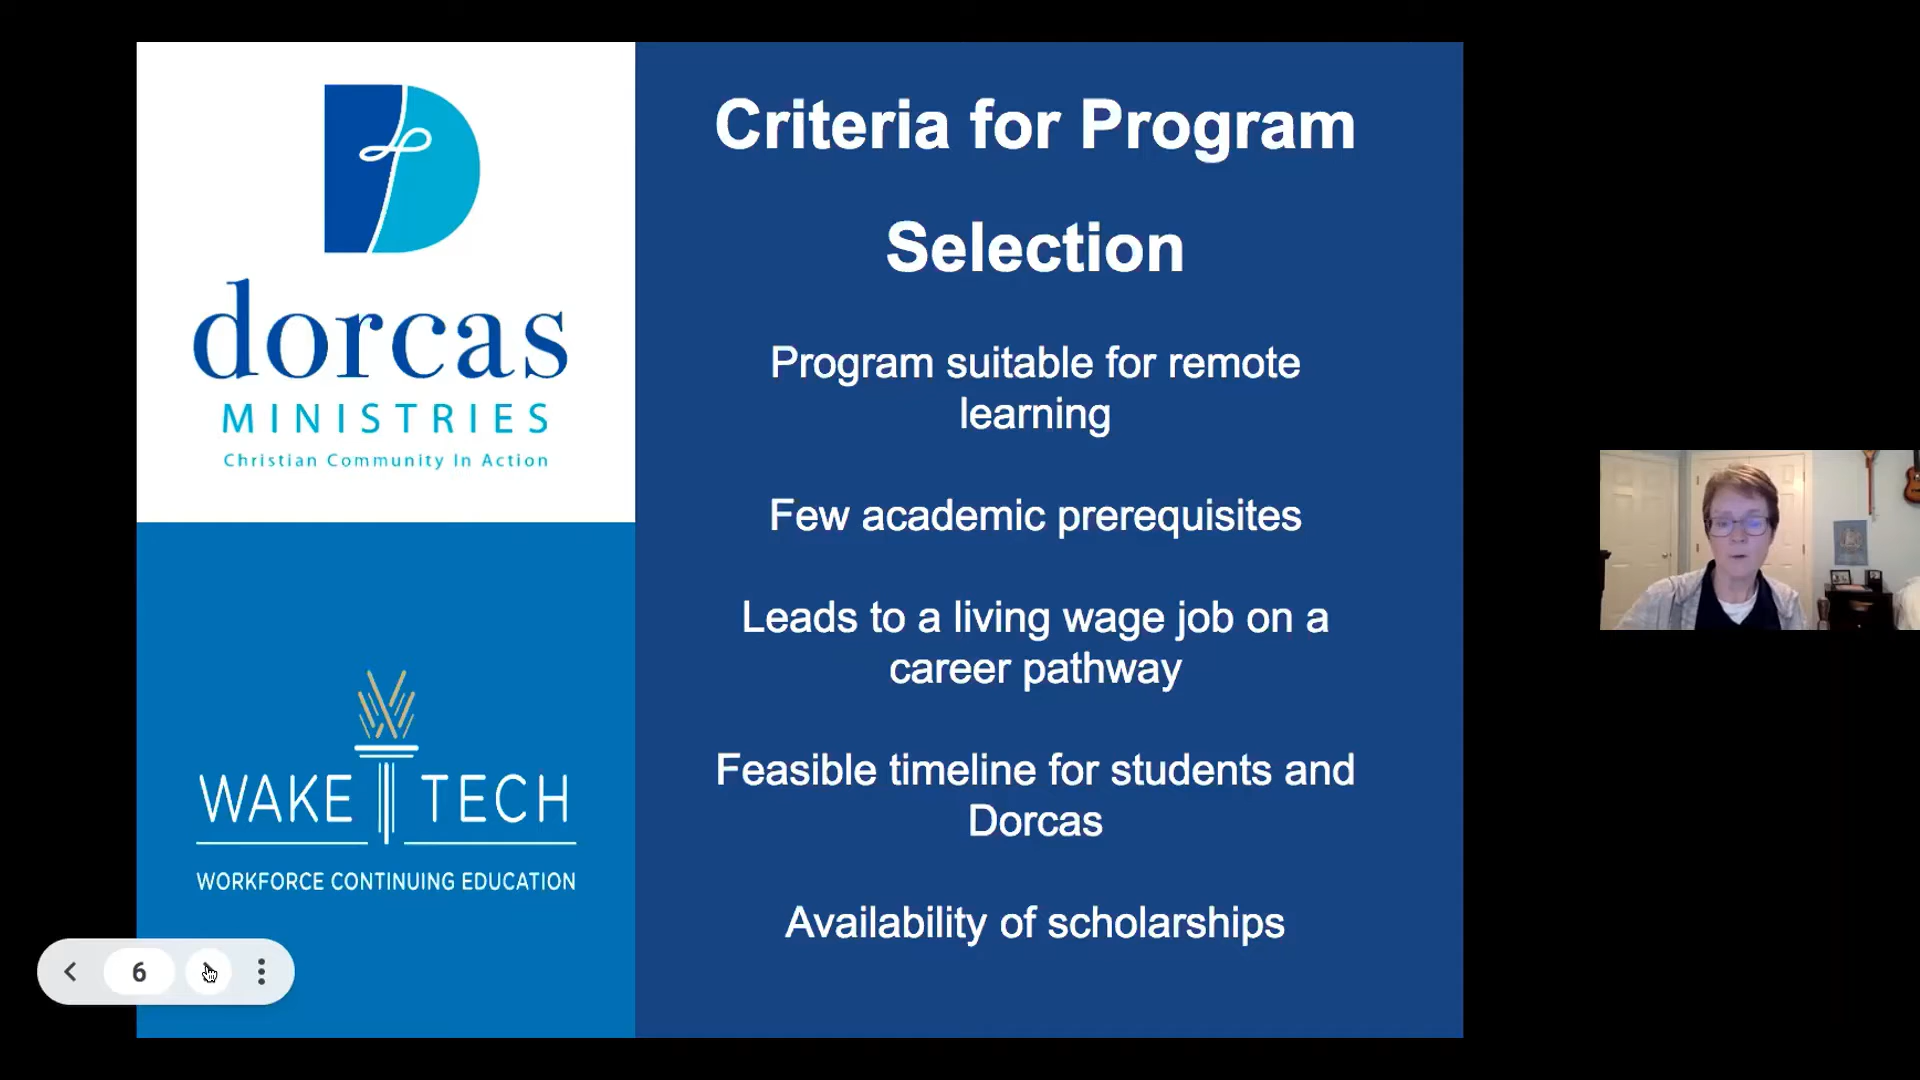 dorcas
MINISTRIES
Christian Community In Action
WAKE TECH
WORKFORCE CONTINUING EDUCATION
Criteria for Program
Selection
Program suitable for remote
learning
Few academic prerequisites
Leads to a living wage job on a
career pathway
Feasible timeline for students and
Dorcas
Availability of scholarships
6